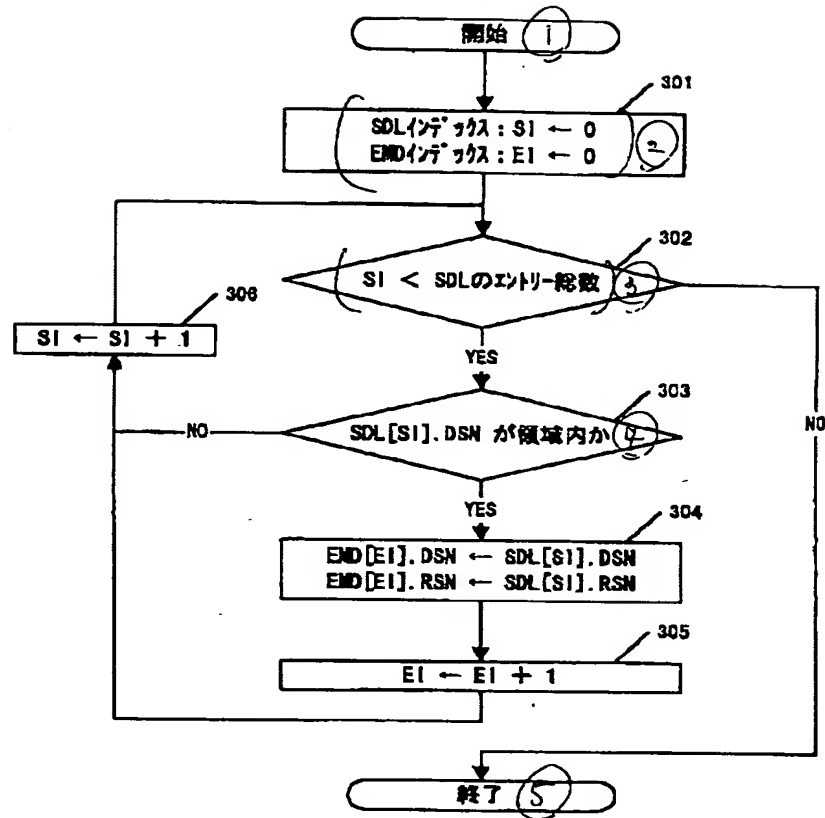 開始 1
301
SDLインデックス : SI ← 0
EMDインデックス : EI ← 0
2
302
SI < SDLのエントリー総数
3
306
SI ← SI + 1
YES
303
NO
SDL[SI].DSN が領域内か
4
NO
YES
304
EMD[EI].DSN ← SDL[SI].DSN
EMD[EI].RSN ← SDL[SI].RSN
305
EI ← EI + 1
終了 5